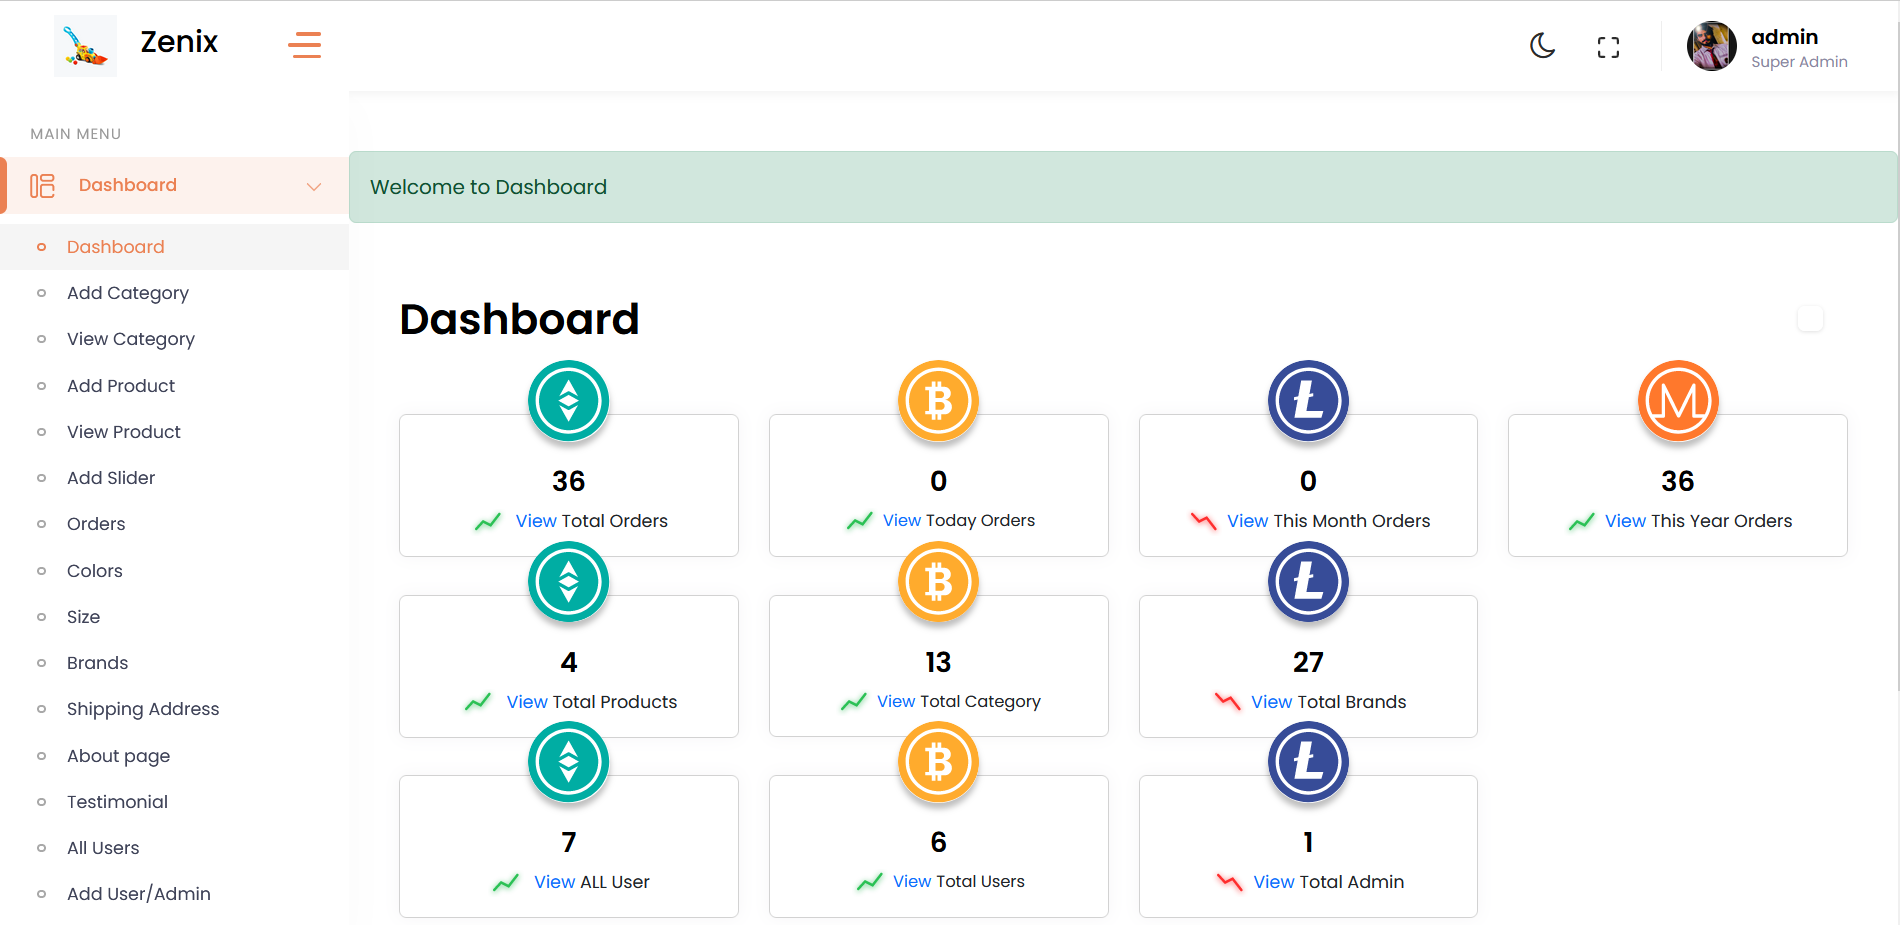 Zenix
admin
Super Admin
MAIN MENU
Dashboard
Dashboard
Add Category
View Category
Add Product
View Product
Add Slider
Orders
Colors
Size
Brands
Shipping Address
About page
Testimonial
All Users
Add User/Admin
Welcome to Dashboard
Dashboard
36
View Total Orders
0
View Today Orders
0
View This Month Orders
36
View This Year Orders
4
View Total Products
13
View Total Category
27
View Total Brands
7
View ALL User
6
View Total Users
1
View Total Admin